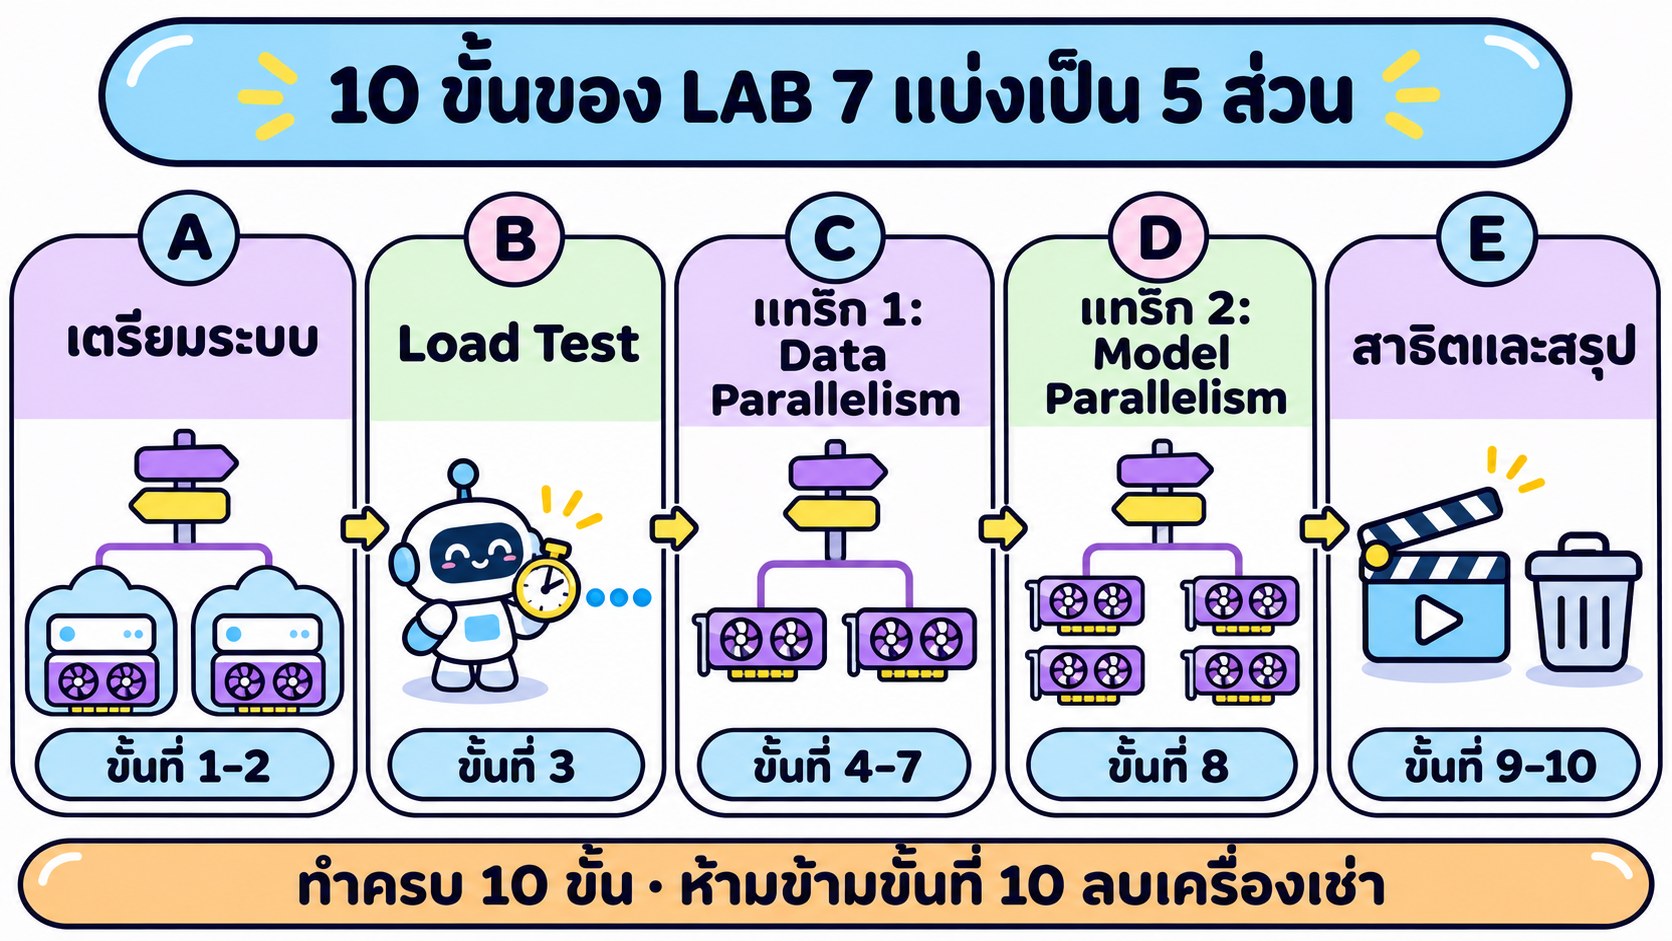 10 ขั้นของ LAB 7 แบ่งเป็น 5 ส่วน
A
เตรียมระบบ
ขั้นที่ 1-2
B
Load Test
ขั้นที่ 3
C
แทร็ก 1:
Data
Parallelism
ขั้นที่ 4-7
D
แทร็ก 2:
Model
Parallelism
ขั้นที่ 8
E
สาธิตและสรุป
ขั้นที่ 9-10
ทำครบ 10 ขั้น • ห้ามข้ามขั้นที่ 10 ลบเครื่องเช่า